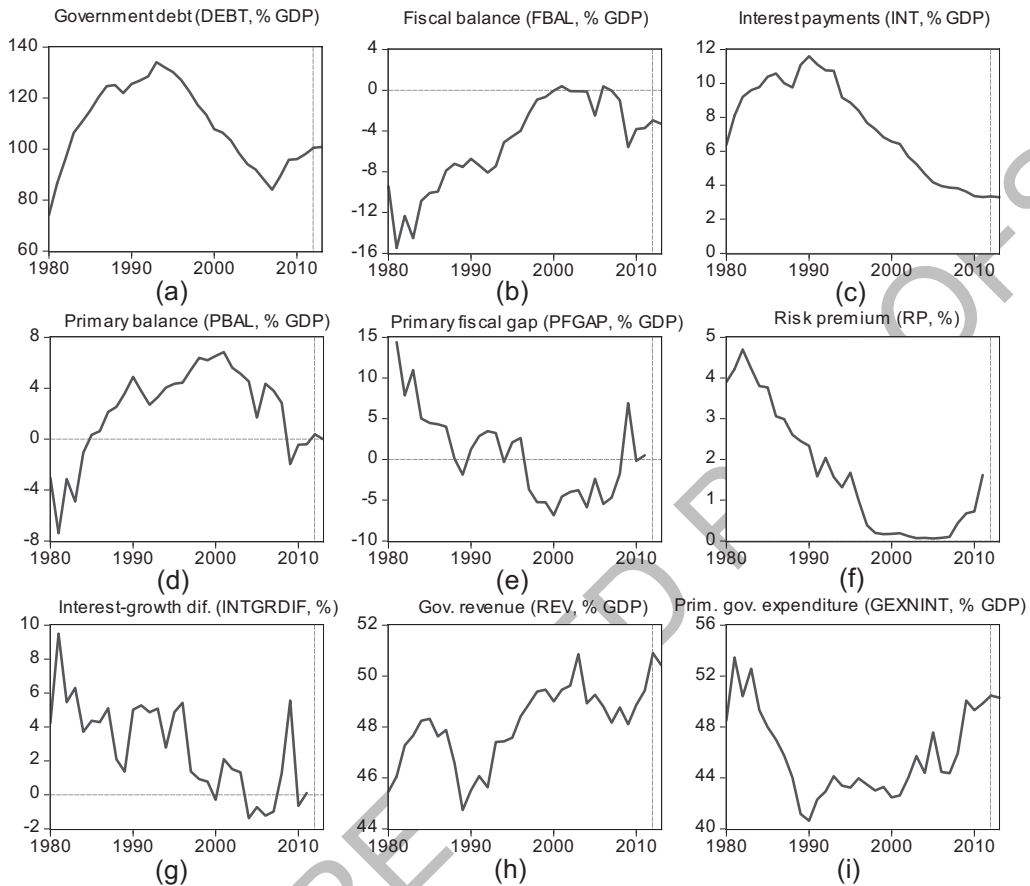 Government debt (DEBT, % GDP)
140
120
100
80
60
1980 1990 2000 2010
(a)
Fiscal balance (FBAL, % GDP)
4
0
-4
-8
-12
-16
1980 1990 2000 2010
(b)
Interest payments (INT, % GDP)
12
10
8
6
4
2
0
1980 1990 2000 2010
(c)
Primary balance (PBAL, % GDP)
8
4
0
-4
-8
1980 1990 2000 2010
(d)
Primary fiscal gap (PFGAP, % GDP)
15
10
5
0
-5
-10
1980 1990 2000 2010
(e)
Risk premium (RP, %)
5
4
3
2
1
0
1980 1990 2000 2010
(f)
Interest-growth dif. (INTGRDIF, %)
10
8
6
4
2
0
-2
1980 1990 2000 2010
(g)
Gov. revenue (REV, % GDP)
52
50
48
46
44
1980 1990 2000 2010
(h)
Prim. gov. expenditure (GEXNINT, % GDP)
56
52
48
44
40
1980 1990 2000 2010
(i)